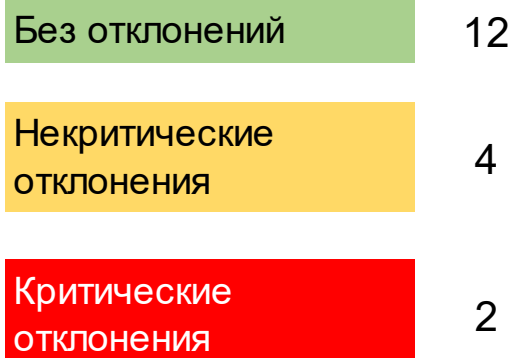 Без отклонений 12
Некритические
отклонения
4
Критические
отклонения
2